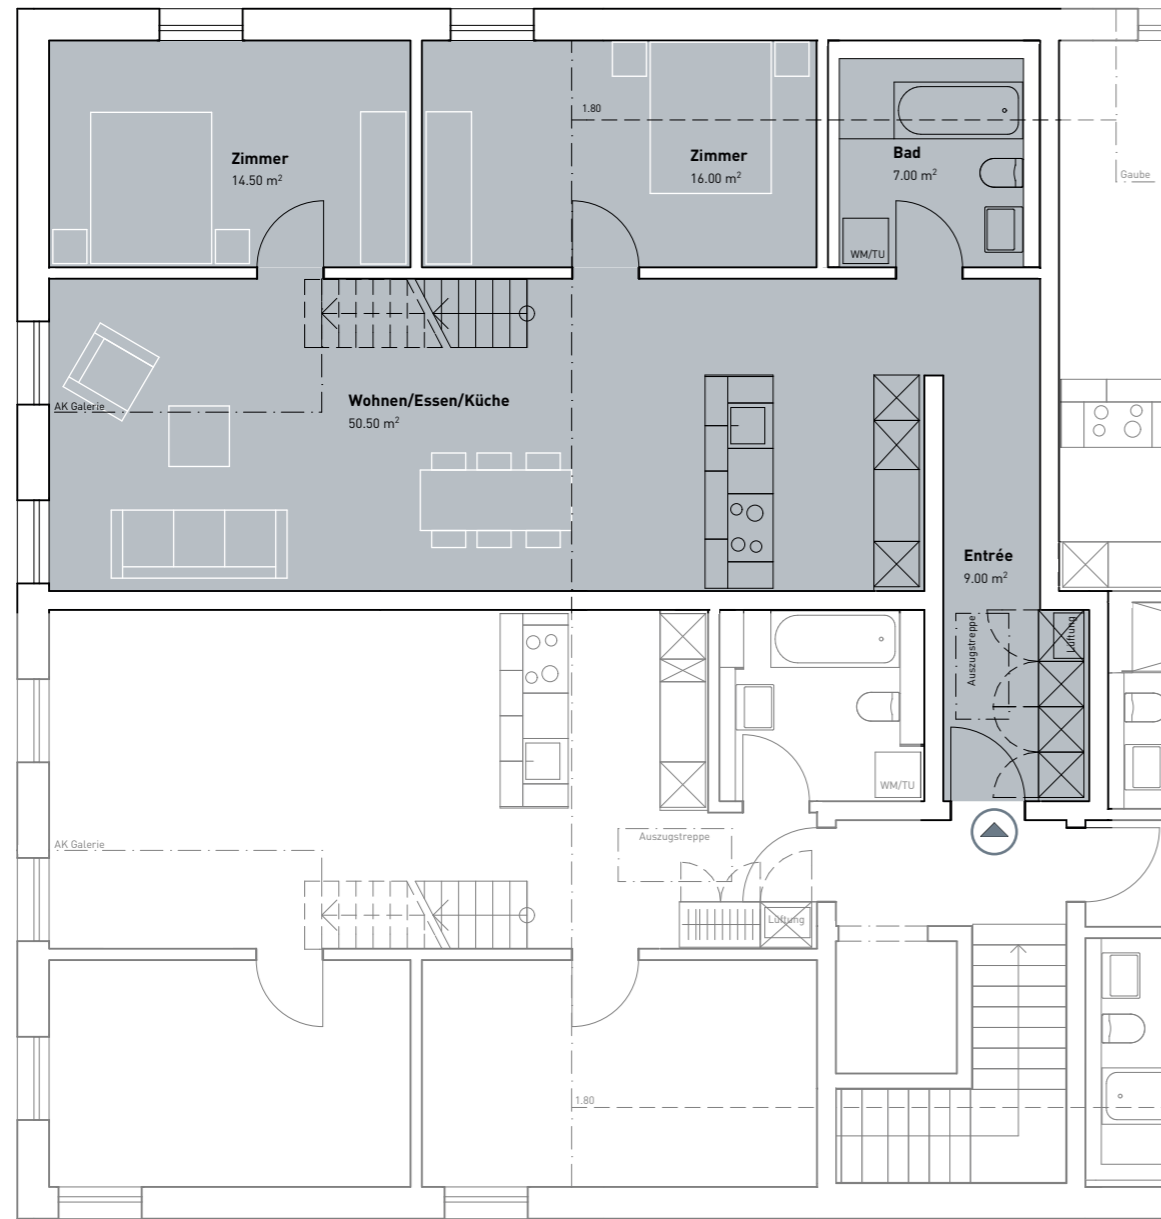 1.80
Zimmer
14.50 m²
Zimmer
16.00 m²
Bad
7.00 m²
Gaube
WM/TU
AK Galerie
Wohnen/Essen/Küche
50.50 m²
Entrée
9.00 m²
Auszugstreppe
Lüftung
WM/TU
Auszugstreppe
AK Galerie
Lüftung
1.80